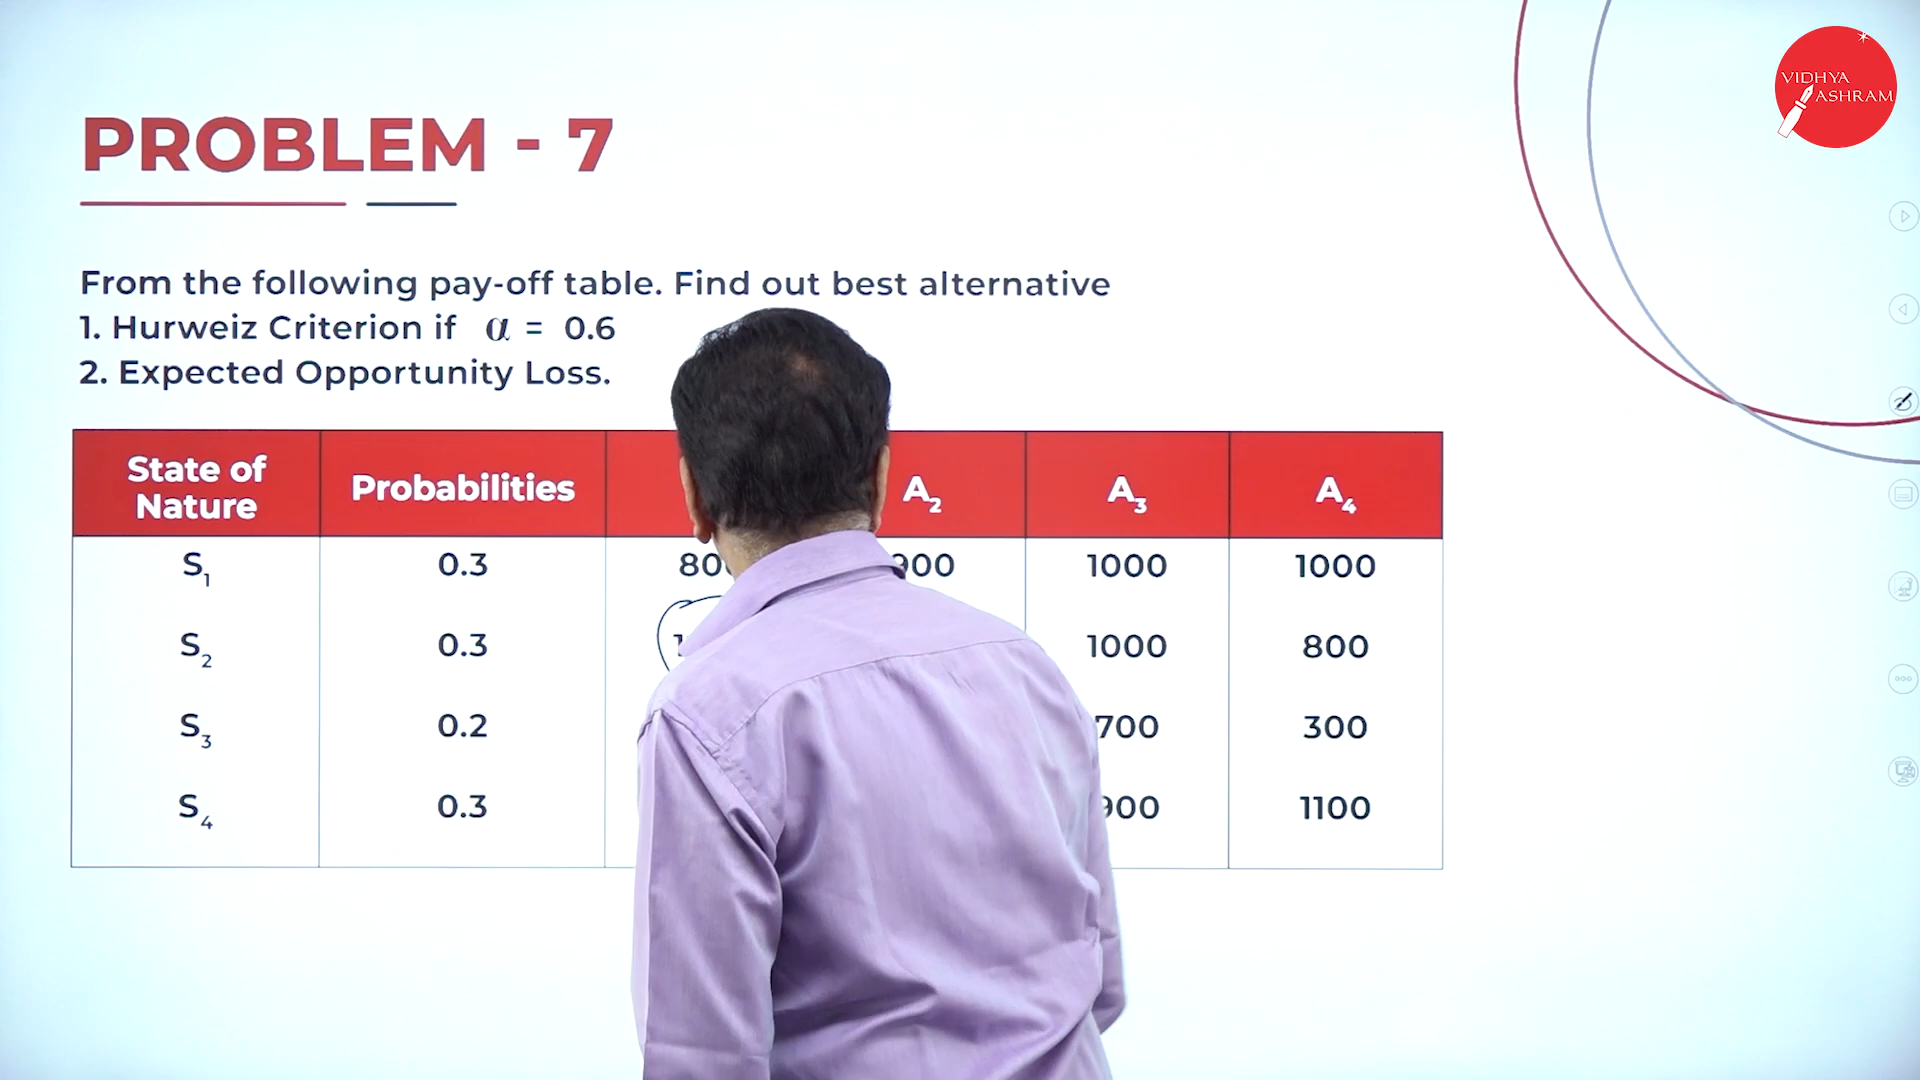 VIDHYA
ASHRAM
PROBLEM - 7
From the following pay-off table. Find out best alternative
1. Hurweiz Criterion if α = 0.6
2. Expected Opportunity Loss.
State of Nature Probabilities A2 A3 A4
S1 0.3 1000 1000
S2 0.3 1000 800
S3 0.2 700 300
S4 0.3 1100